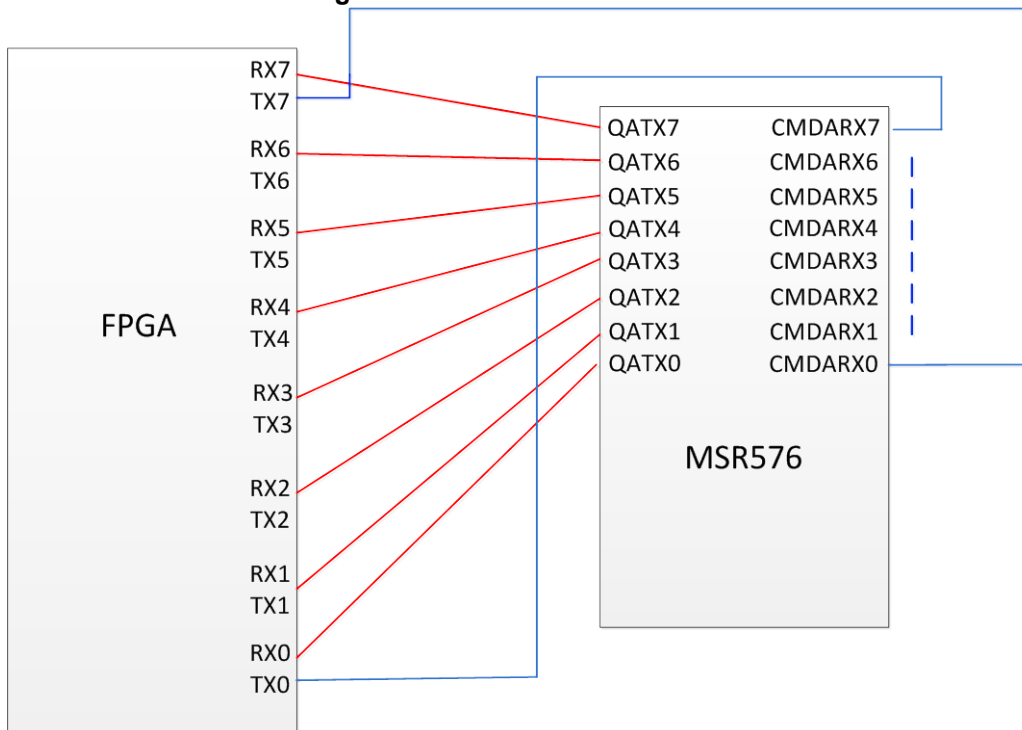 RX7
TX7
RX6
TX6
RX5
TX5
RX4
TX4
RX3
TX3
RX2
TX2
RX1
TX1
RX0
TX0
FPGA
QATX7 CMDARX7
QATX6 CMDARX6
QATX5 CMDARX5
QATX4 CMDARX4
QATX3 CMDARX3
QATX2 CMDARX2
QATX1 CMDARX1
QATX0 CMDARX0
MSR576